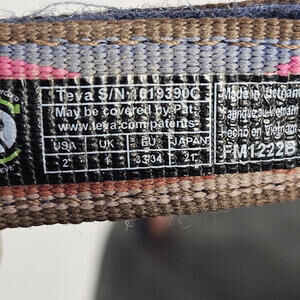 Teva S/N:1019390C
May be covered by Pat.
www.teva.com/patents
USA UK EU JAPAN
2 1 33/34 21
Made in Vietnam
Fabriqué au Vietnam
Hecho en Vietnam
FM1222B